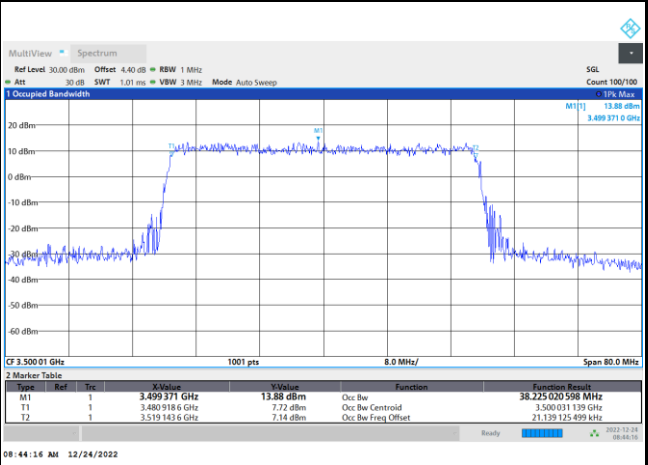 MultiView Spectrum
Ref Level 30.00 dBm Offset 4.40 dB RBW 1 MHz SGL
Att 30 dB SWT 1.01 ms VBW 3 MHz Mode Auto Sweep Count 100/100
1 Occupied Bandwidth 1Pk Max
M1[1] 13.88 dBm
3.499 371 0 GHz
20 dBm
M1
T1 T2
10 dBm
0 dBm
-10 dBm
-20 dBm
-30 dBm
-40 dBm
-50 dBm
-60 dBm
CF 3.500 01 GHz 1001 pts 8.0 MHz/ Span 80.0 MHz
2 Marker Table
Type Ref Trc X-Value Y-Value Function Function Result
M1 1 3.499 371 GHz 13.88 dBm Occ Bw 38.225 020 598 MHz
T1 1 3.480 918 6 GHz 7.72 dBm Occ Bw Centroid 3.500 031 139 GHz
T2 1 3.519 143 6 GHz 7.14 dBm Occ Bw Freq Offset 21.139 125 499 kHz
Ready 2022-12-24
08:44:16
08:44:16 AM 12/24/2022